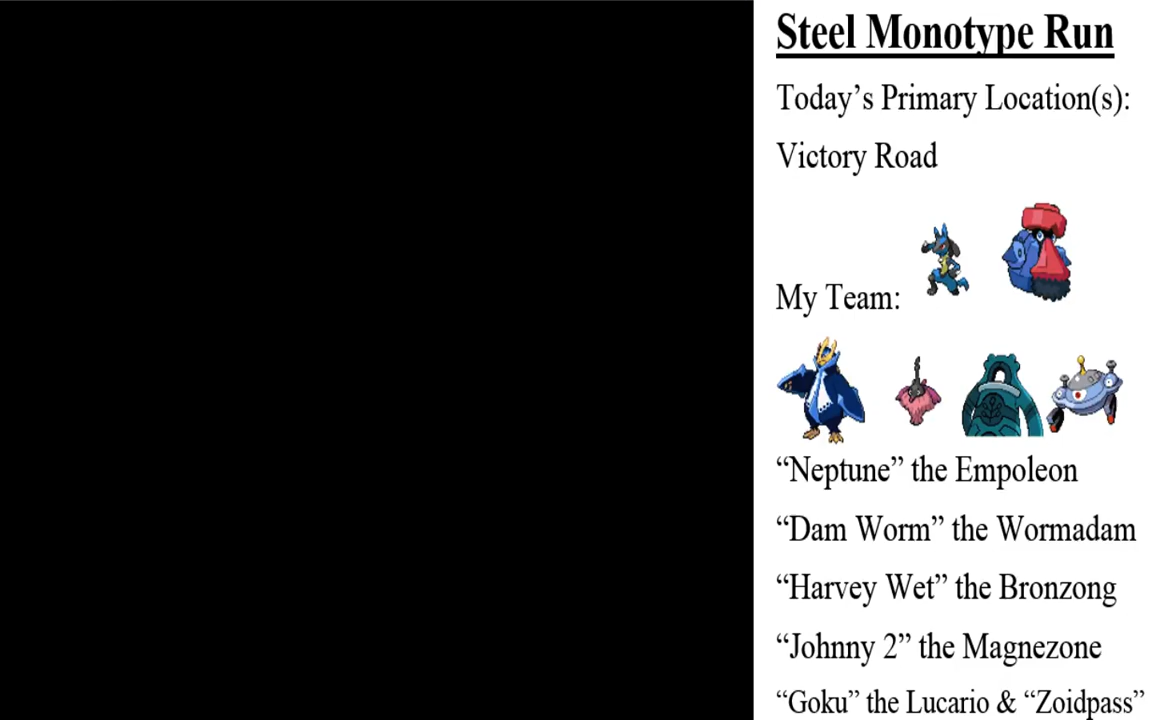 Steel Monotype Run
Today’s Primary Location(s):
Victory Road
My Team:
“Neptune” the Empoleon
“Dam Worm” the Wormadam
“Harvey Wet” the Bronzong
“Johnny 2” the Magnezone
“Goku” the Lucario & “Zoidpass”